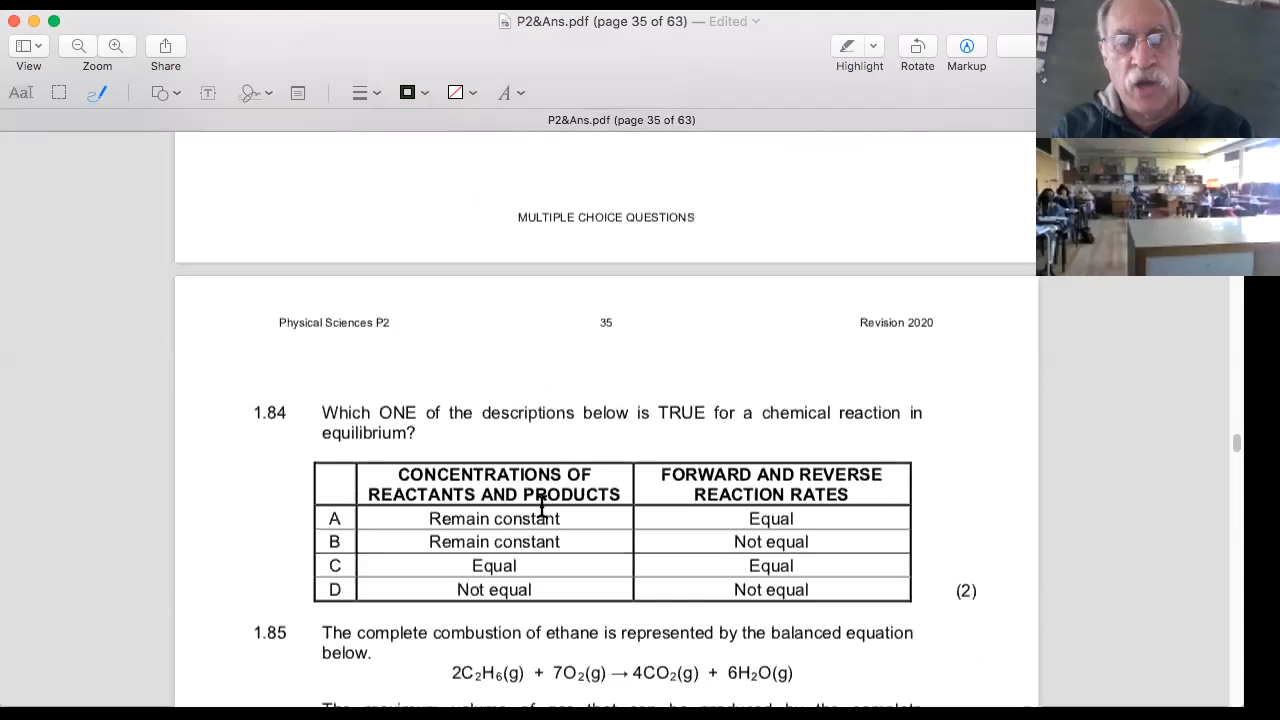 P2&Ans.pdf (page 35 of 63) — Edited
View
Zoom
Share
Highlight
Rotate
Markup
AaI
A
P2&Ans.pdf (page 35 of 63)
MULTIPLE CHOICE QUESTIONS
Physical Sciences P2 35 Revision 2020
1.84 Which ONE of the descriptions below is TRUE for a chemical reaction in
equilibrium?
CONCENTRATIONS OF REACTANTS AND PRODUCTS FORWARD AND REVERSE REACTION RATES
A Remain constant Equal
B Remain constant Not equal
C Equal Equal
D Not equal Not equal
(2)
1.85 The complete combustion of ethane is represented by the balanced equation
below.
2C₂H₆(g) + 7O₂(g) → 4CO₂(g) + 6H₂O(g)